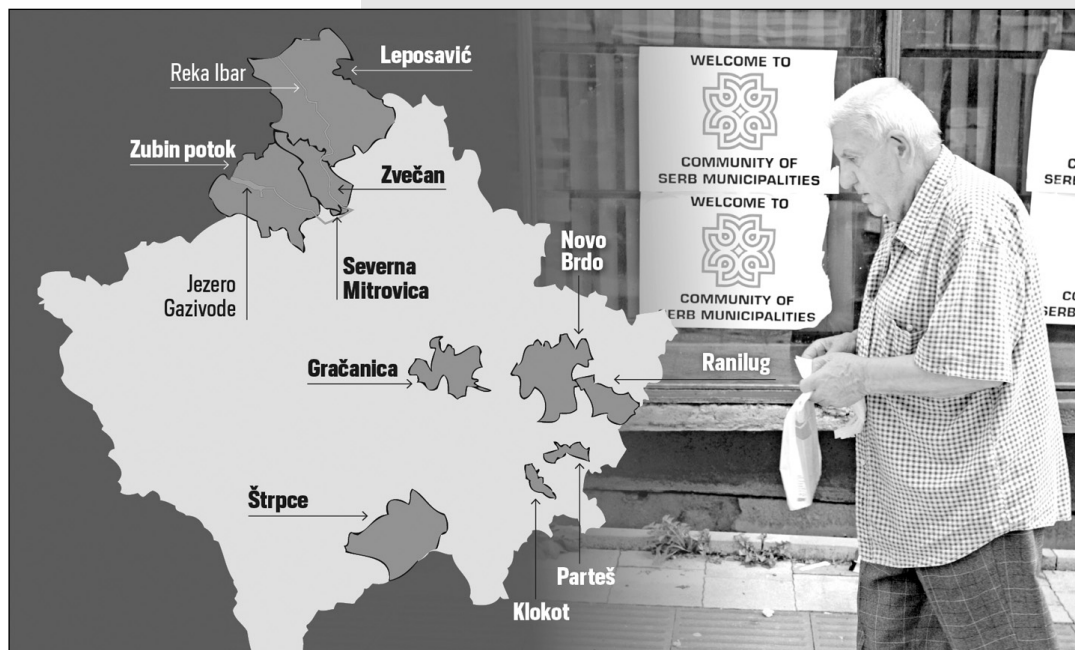 Leposavić
Reka Ibar
Zubin potok
Zvečan
Severna
Mitrovica
Jezero
Gazivode
Novo
Brdo
Gračanica
Ranilug
Štrpce
Parteš
Klokot
WELCOME TO
COMMUNITY OF
SERB MUNICIPALITIES
WELCOME TO
COMMUNITY OF
SERB MUNICIPALITIES